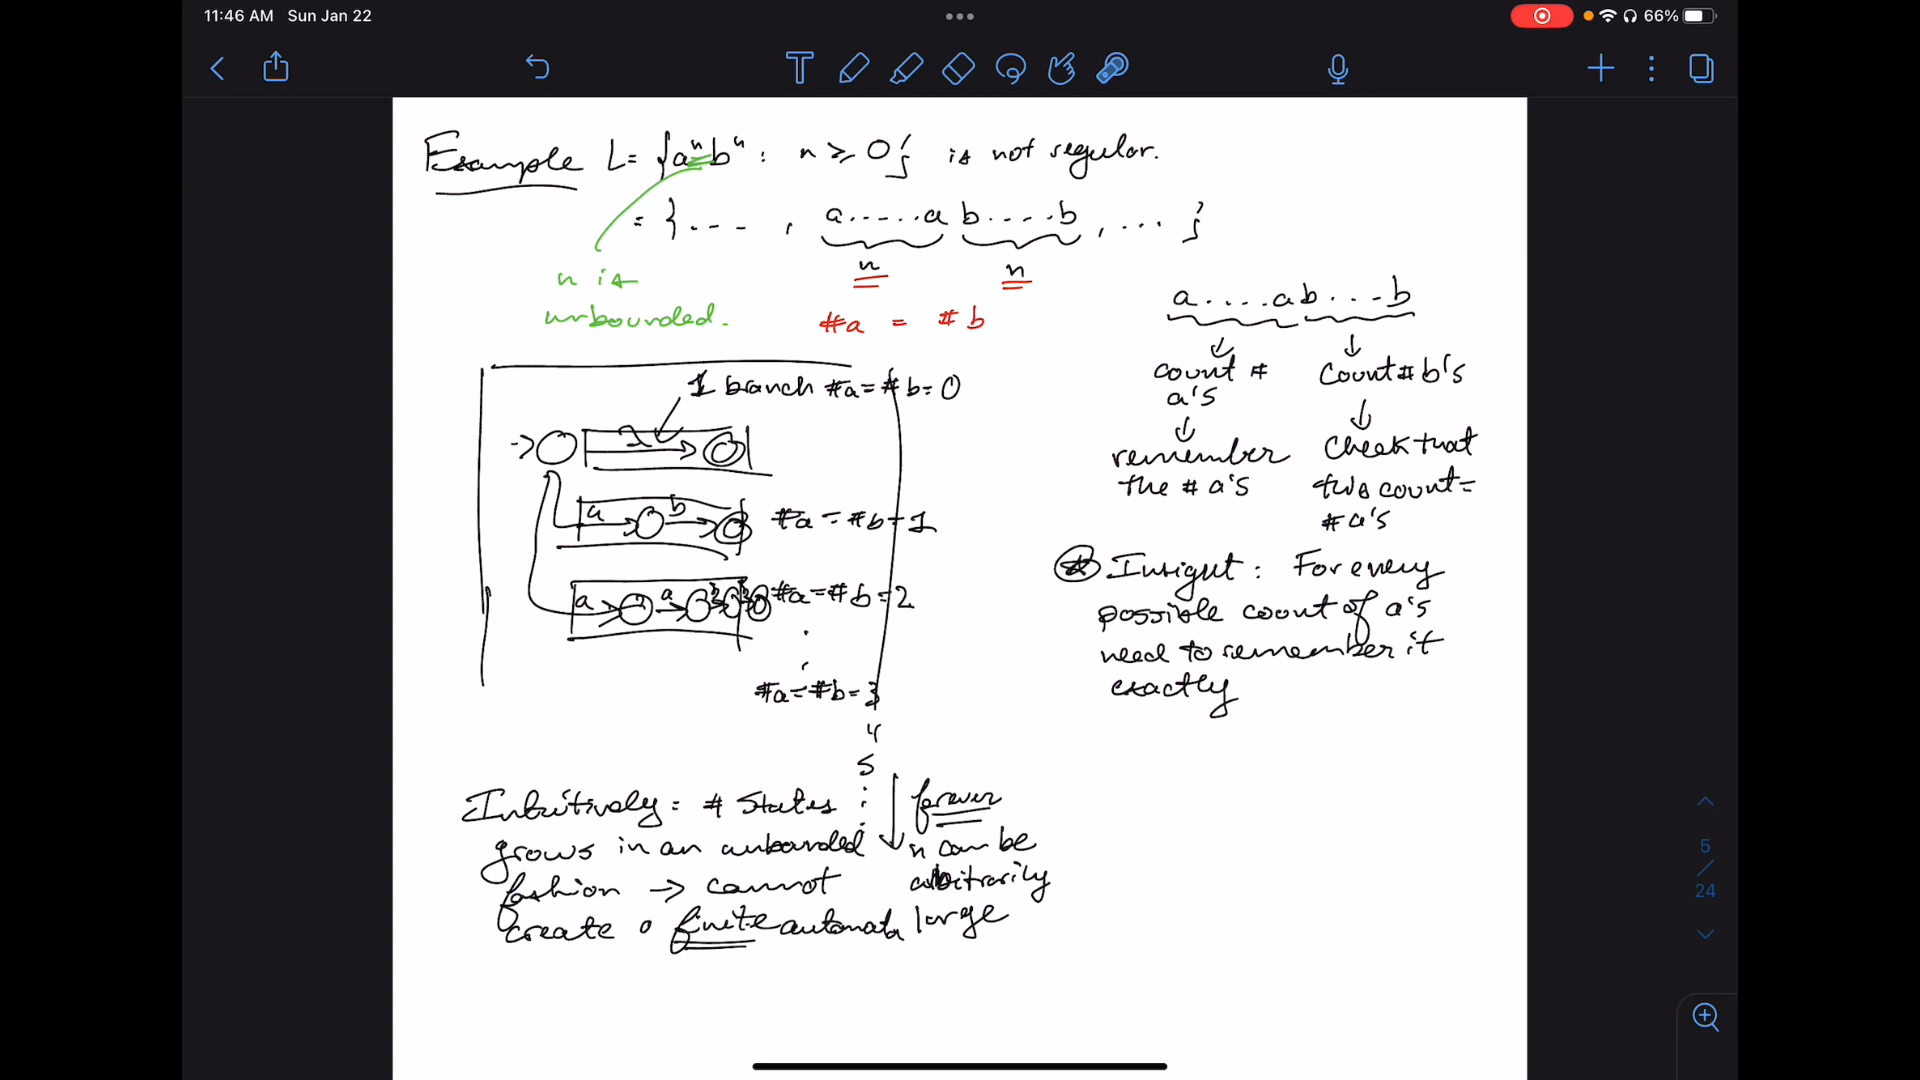 11:46 AM Sun Jan 22
66%
Example L= {aⁿbⁿ : n ≥ 0} is not regular.
= {.... , a.....a b....b , ... }
n n
n is
unbounded.
#a = #b
a....ab...b
count # a's
Count # b's
remember the # a's
Check that this count = # a's
1 branch #a = #b = 0
λ
a b #a = #b = 1
a a b b #a = #b = 2
#a = #b = 3
4
5
⊛ Insight : For every
possible count of a's
need to remember it
exactly
Intuitively : # States
grows in an unbounded
fashion → cannot
create a finite automata
forever
n can be
arbitrarily
large
5
/
24